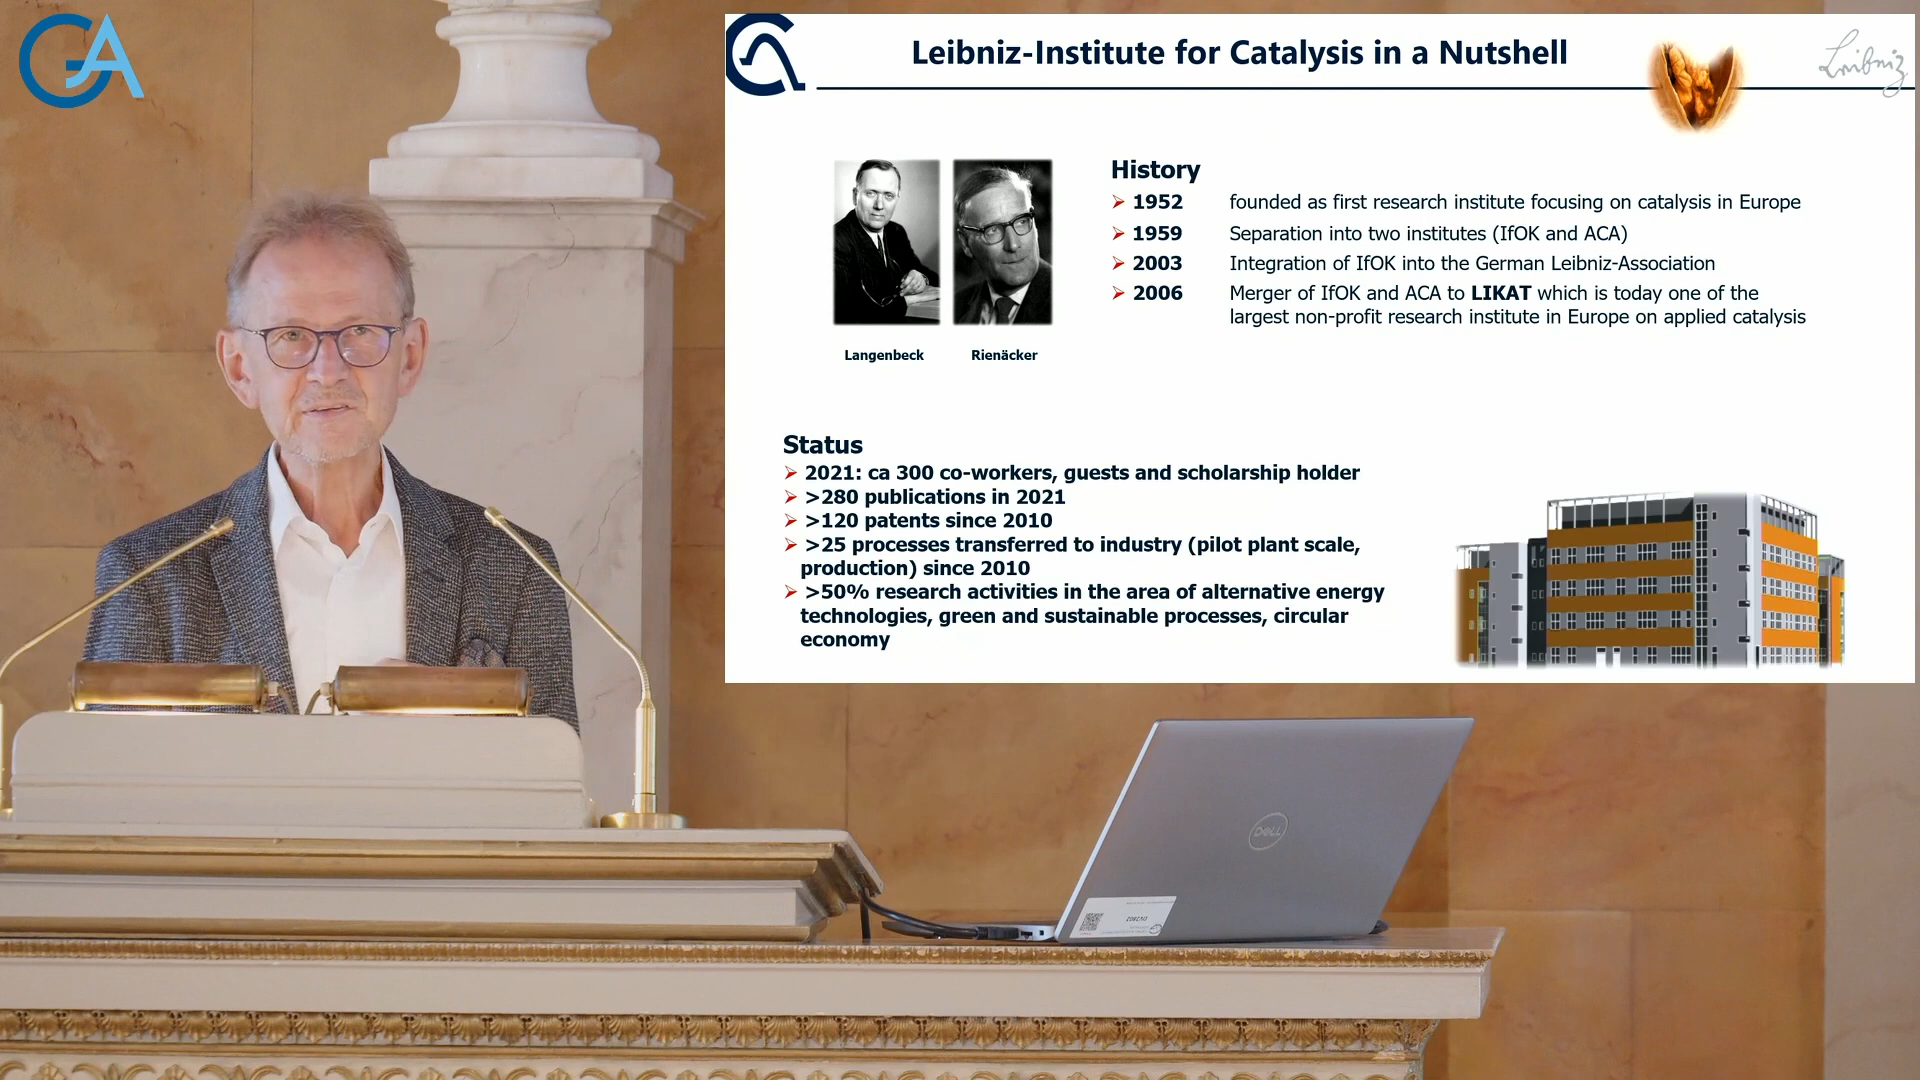 GA
Leibniz-Institute for Catalysis in a Nutshell
Leibniz
History
➢ 1952 founded as first research institute focusing on catalysis in Europe
➢ 1959 Separation into two institutes (IfOK and ACA)
➢ 2003 Integration of IfOK into the German Leibniz-Association
➢ 2006 Merger of IfOK and ACA to LIKAT which is today one of the
largest non-profit research institute in Europe on applied catalysis
Langenbeck
Rienäcker
Status
➢ 2021: ca 300 co-workers, guests and scholarship holder
➢ >280 publications in 2021
➢ >120 patents since 2010
➢ >25 processes transferred to industry (pilot plant scale,
production) since 2010
➢ >50% research activities in the area of alternative energy
technologies, green and sustainable processes, circular
economy
DELL